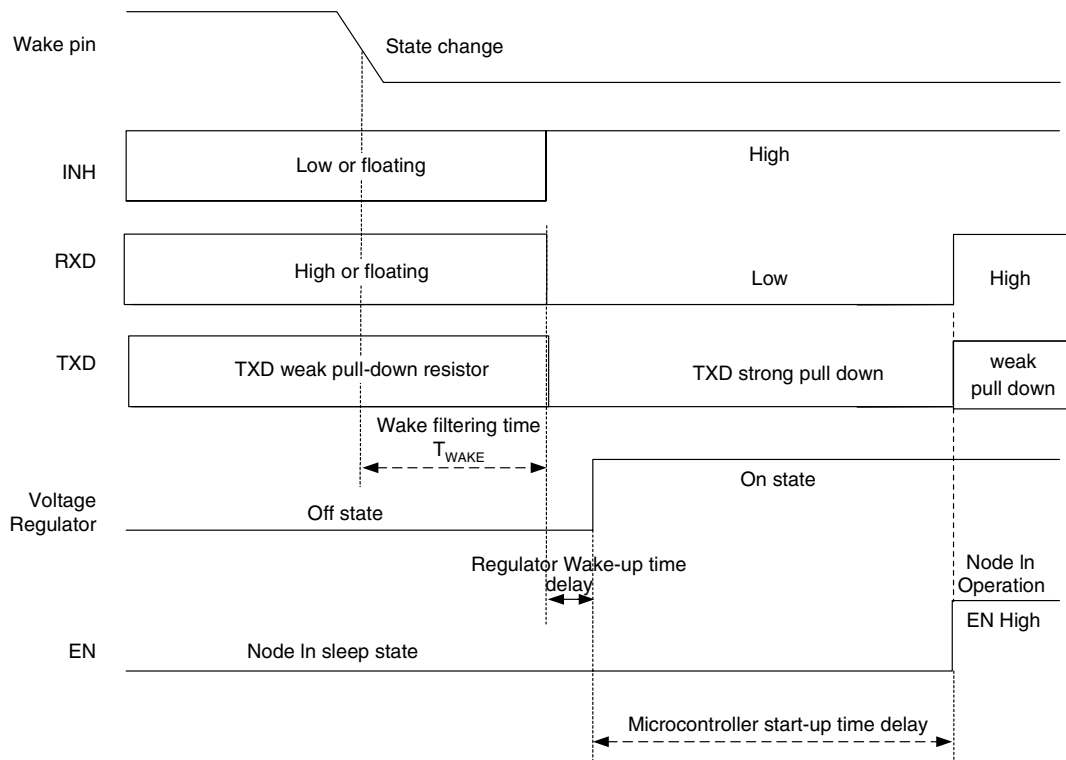 Wake pin
State change
INH
Low or floating
High
RXD
High or floating
Low
High
TXD
TXD weak pull-down resistor
TXD strong pull down
weak
pull down
Wake filtering time
TWAKE
Voltage
Regulator
Off state
On state
Regulator Wake-up time
delay
Node In
Operation
EN High
EN
Node In sleep state
Microcontroller start-up time delay